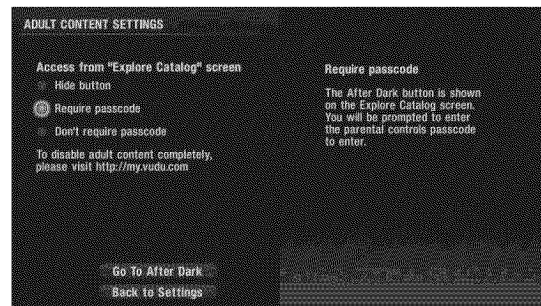 ADULT CONTENT SETTINGS
Access from "Explore Catalog" screen
Hide button
Require passcode
Don't require passcode
To disable adult content completely,
please visit http://my.vudu.com
Require passcode
The After Dark button is shown
on the Explore Catalog screen.
You will be prompted to enter
the parental controls passcode
to enter.
Go To After Dark
Back to Settings